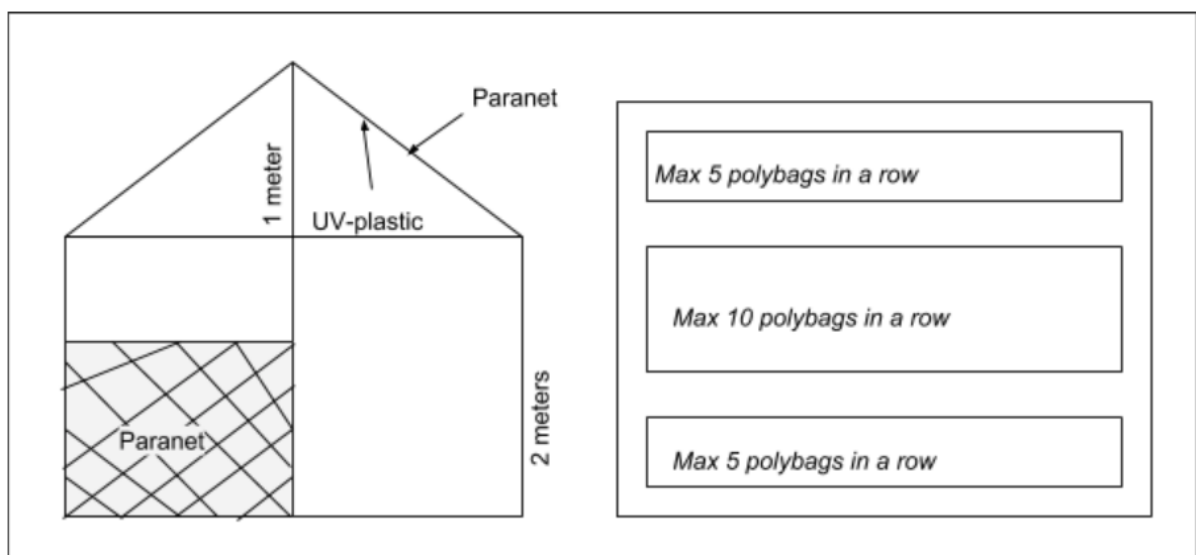 Paranet
1 meter
UV-plastic
Paranet
2 meters
Max 5 polybags in a row
Max 10 polybags in a row
Max 5 polybags in a row